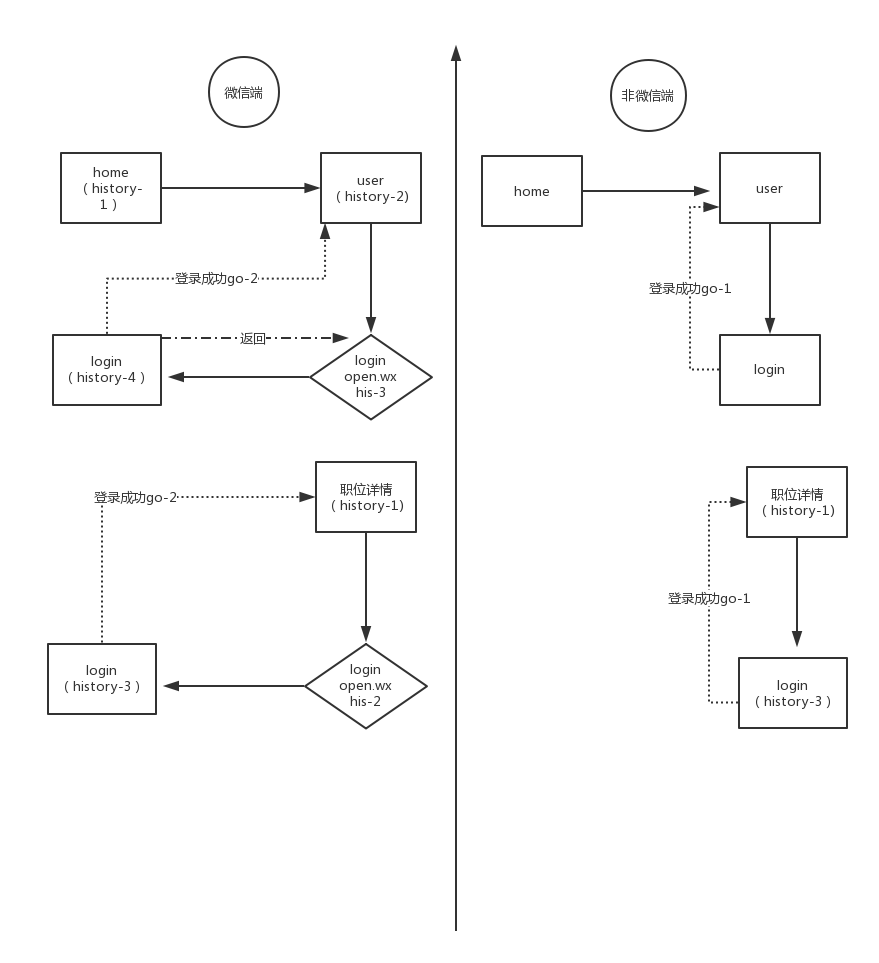 微信端
非微信端
home
( history-
1 )
user
( history-2)
home
user
登录成功go-2
登录成功go-1
返回
login
( history-4 )
login
open.wx
his-3
login
登录成功go-2
职位详情
( history-1)
职位详情
( history-1)
登录成功go-1
login
( history-3 )
login
open.wx
his-2
login
( history-3 )